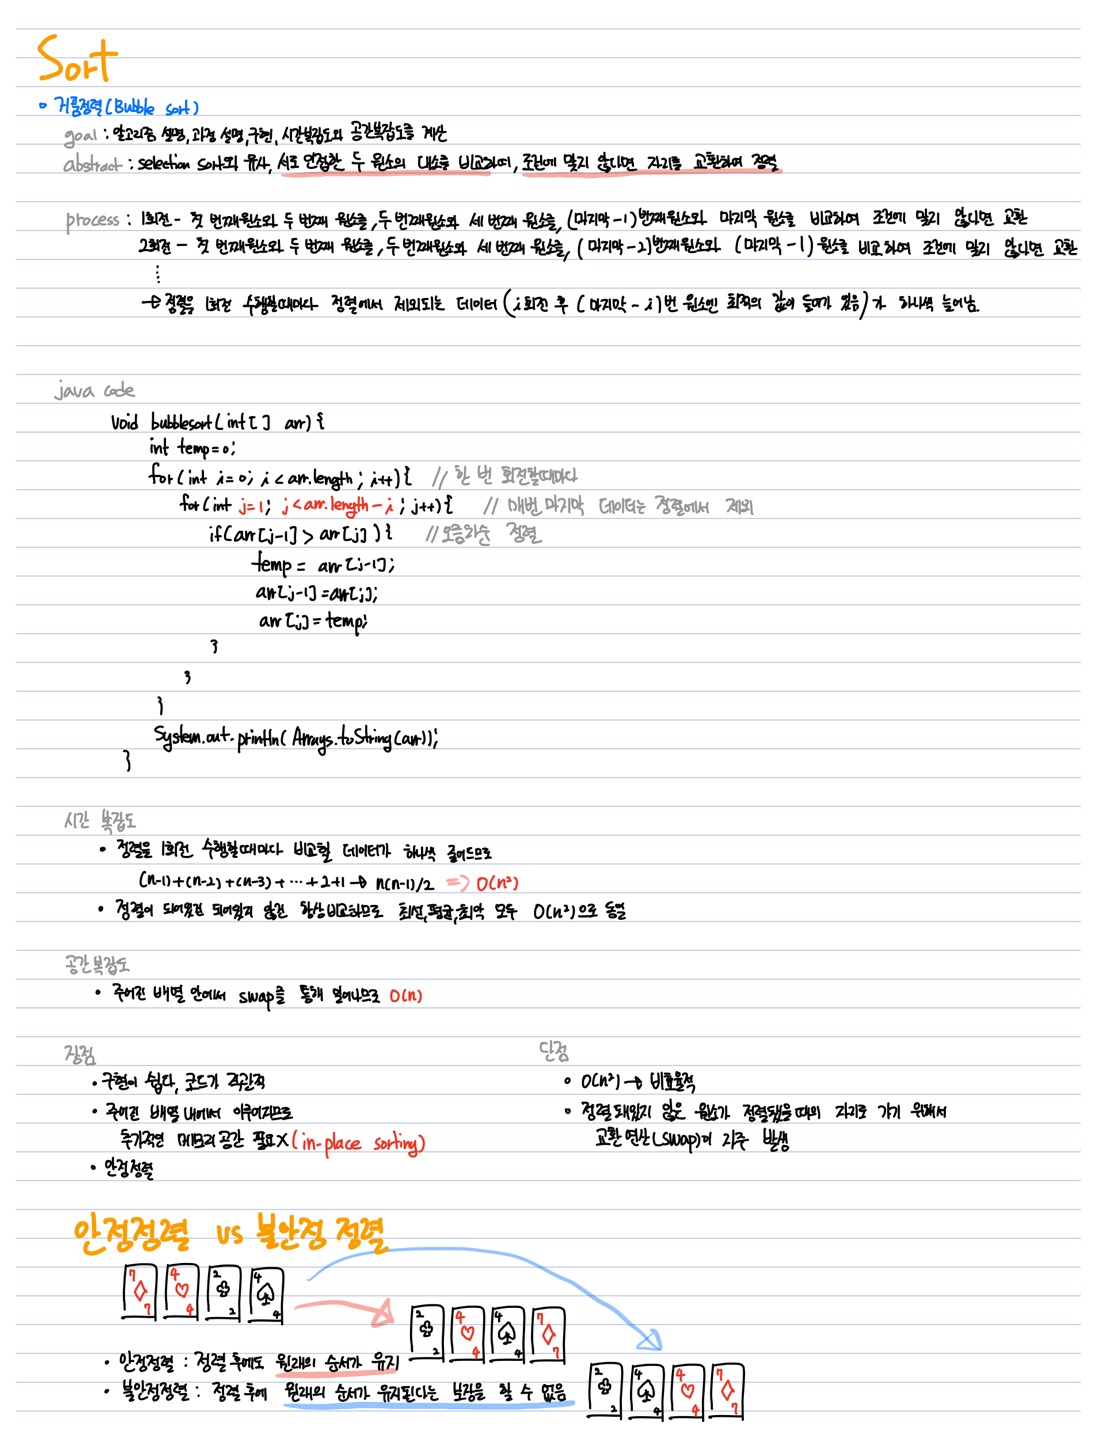 Sort
거품정렬(Bubble sort)
goal : 알고리즘 설명, 과정 설명, 구현, 시간복잡도와 공간복잡도를 계산
abstract : selection sort와 유사, 서로 인접한 두 원소의 대소를 비교하여, 조건에 맞지 않다면 자리를 교환하여 정렬
process : 1회전 - 첫 번째원소와 두 번째 원소를, 두 번째원소와 세 번째 원소를, (마지막-1)번째원소와 마지막 원소를 비교하여 조건에 맞지 않다면 교환
2회전 - 첫 번째원소와 두 번째 원소를, 두 번째원소와 세 번째 원소를, (마지막-2)번째원소와 (마지막-1)원소를 비교하여 조건에 맞지 않다면 교환
⋮
→ 정렬을 1회전 수행할때마다 정렬에서 제외되는 데이터 (i회전 후 (마지막-i)번 원소엔 최적의 값이 들어가 있음)가 하나씩 늘어남
java code
void bubblesort(int[] arr){
int temp=0;
for(int i=0; i<arr.length; i++){ // 한 번 회전할때마다
for(int j=1; j<arr.length-i; j++){ // 매번 마지막 데이터는 정렬에서 제외
if(arr[j-1] > arr[j]){ //오름차순 정렬
temp = arr[j-1];
arr[j-1]=arr[j];
arr[j]=temp;
}
}
}
System.out.println(Arrays.toString(arr));
}
시간 복잡도
• 정렬을 1회전 수행할때마다 비교할 데이터가 하나씩 줄어드므로
(n-1)+(n-2)+(n-3)+⋯+2+1 → n(n-1)/2 => O(n²)
• 정렬이 되어있건 되어있지 않건 항상비교하므로 최선,평균,최악 모두 O(n²)으로 동일
공간복잡도
• 주어진 배열 안에서 swap을 통해 일어나므로 O(n)
장점
• 구현이 쉽다, 코드가 직관적
• 주어진 배열 내에서 이루어지므로
추가적인 메모리 공간 필요X (in-place sorting)
• 안정정렬
단점
• O(n²) → 비효율적
• 정렬 돼있지 않은 원소가 정렬됐을때의 자리로 가기 위해서
교환 연산(swap)이 자주 발생
안정정렬 vs 불안정 정렬
7 7 4 4 2 2 4 4
2 2 4 4 4 4 7 7
• 안정정렬 : 정렬 후에도 원래의 순서가 유지
• 불안정정렬 : 정렬 후에 원래의 순서가 유지된다는 보장을 할 수 없음
2 2 4 4 4 4 7 7